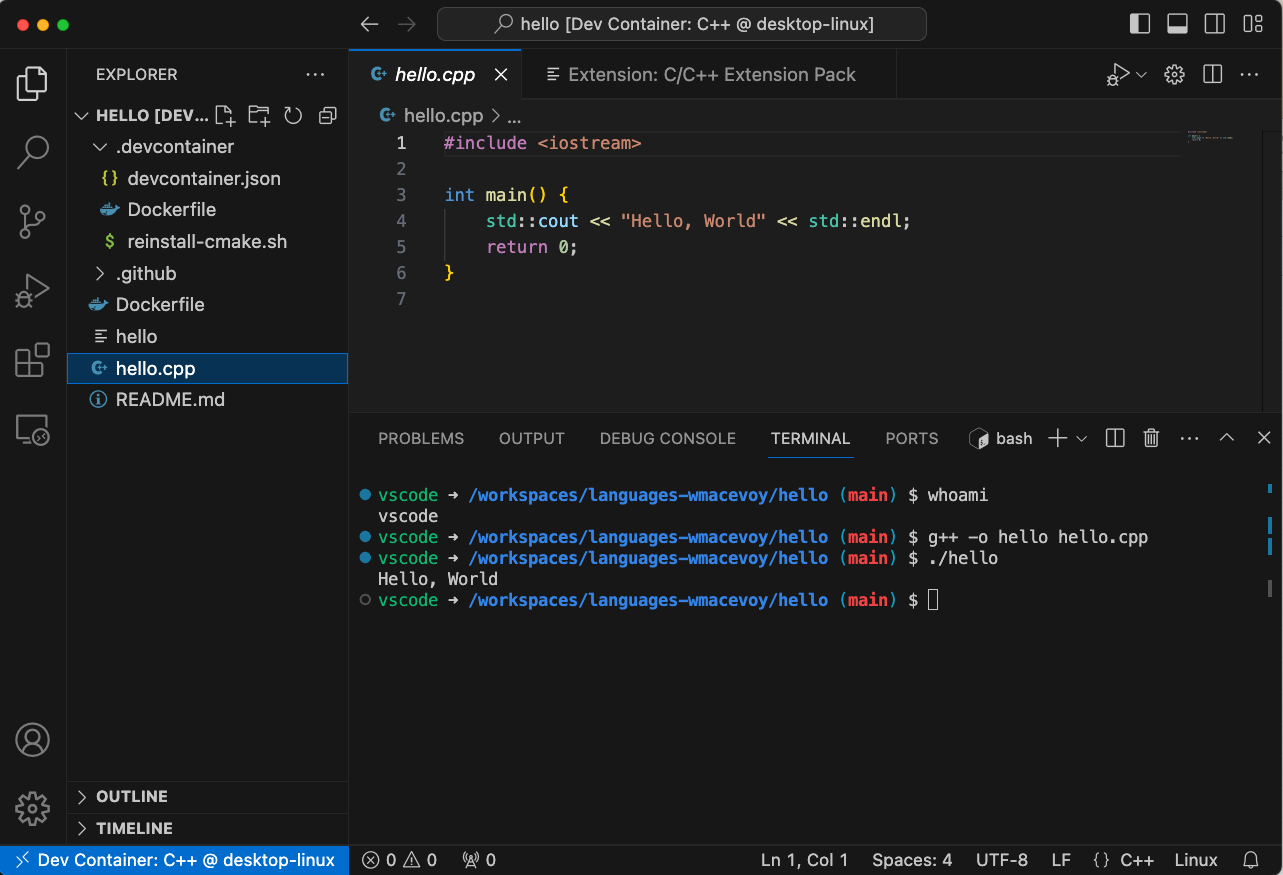 hello [Dev Container: C++ @ desktop-linux]
EXPLORER
HELLO [DEV...
.devcontainer
{} devcontainer.json
Dockerfile
$ reinstall-cmake.sh
.github
Dockerfile
hello
hello.cpp
README.md
OUTLINE
TIMELINE
hello.cpp
Extension: C/C++ Extension Pack
hello.cpp > ...
1 #include <iostream>
2
3 int main() {
4 std::cout << "Hello, World" << std::endl;
5 return 0;
6 }
7
PROBLEMS OUTPUT DEBUG CONSOLE TERMINAL PORTS bash
vscode → /workspaces/languages-wmacevoy/hello (main) $ whoami
vscode
vscode → /workspaces/languages-wmacevoy/hello (main) $ g++ -o hello hello.cpp
vscode → /workspaces/languages-wmacevoy/hello (main) $ ./hello
Hello, World
vscode → /workspaces/languages-wmacevoy/hello (main) $
Dev Container: C++ @ desktop-linux 0 0 0 Ln 1, Col 1 Spaces: 4 UTF-8 LF {} C++ Linux